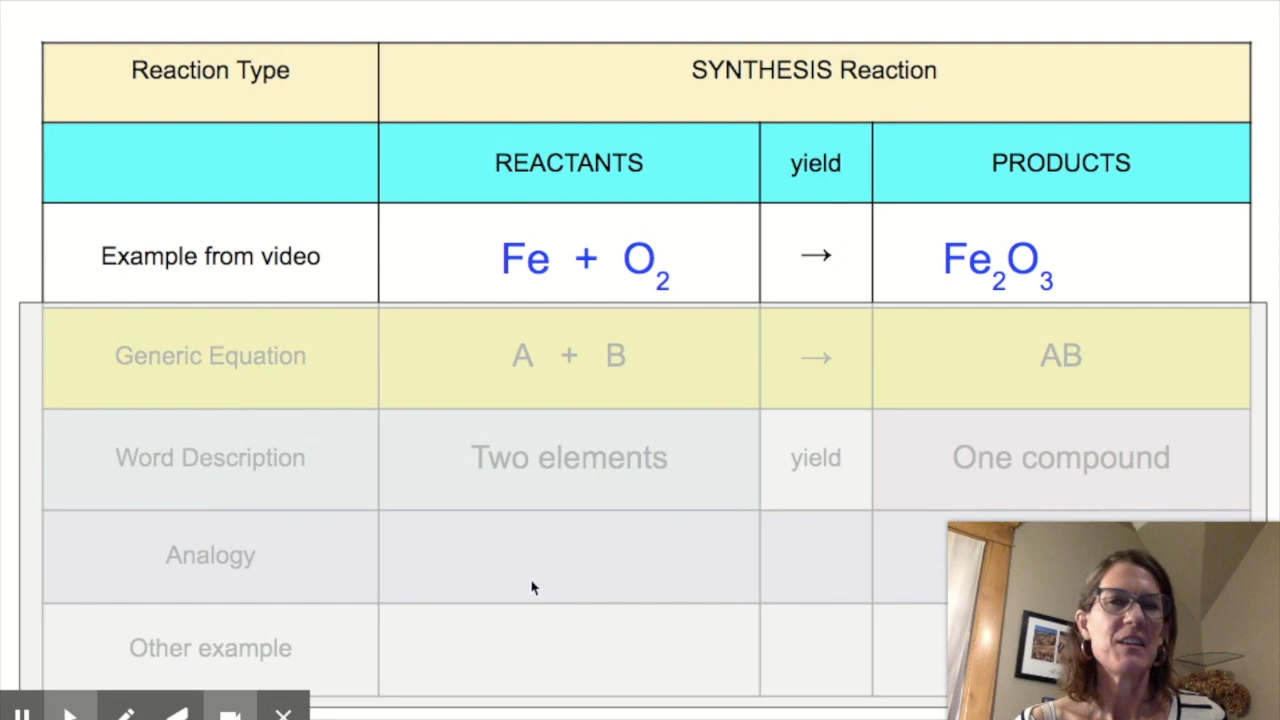 Reaction Type SYNTHESIS Reaction
REACTANTS yield PRODUCTS
Example from video Fe + O₂ → Fe₂O₃
Generic Equation A + B → AB
Word Description Two elements yield One compound
Analogy
Other example